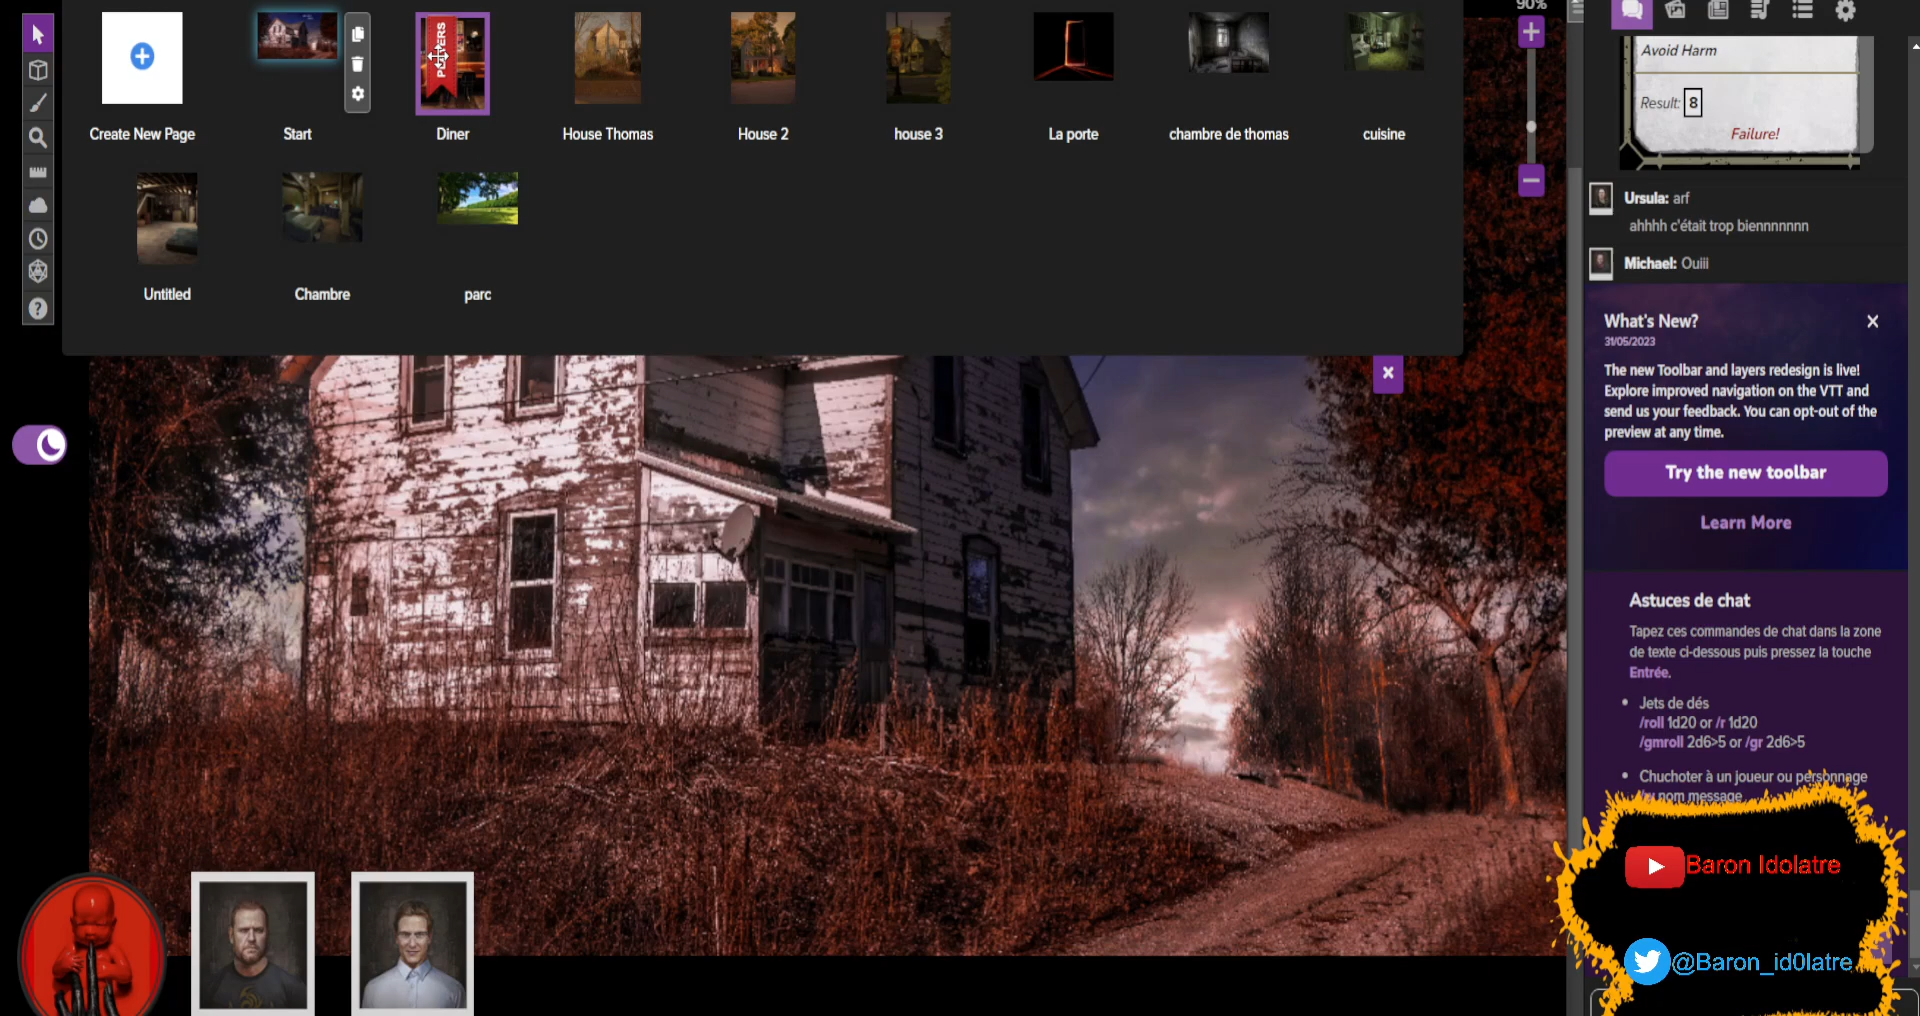 90%
PLAYERS
Create New Page
Start
Diner
House Thomas
House 2
house 3
La porte
chambre de thomas
cuisine
Untitled
Chambre
parc
Avoid Harm
Result: 8
Failure!
Ursula: arf
ahhhh c'était trop biennnnnnn
Michael: Ouiii
What's New?
31/05/2023
The new Toolbar and layers redesign is live!
Explore improved navigation on the VTT and
send us your feedback. You can opt-out of the
preview at any time.
Try the new toolbar
Learn More
Astuces de chat
Tapez ces commandes de chat dans la zone
de texte ci-dessous puis pressez la touche
Entrée.
Jets de dés
/roll 1d20 or /r 1d20
/gmroll 2d6>5 or /gr 2d6>5
Chuchoter à un joueur ou personnage
nom message
Baron Idolatre
@Baron_id0latre